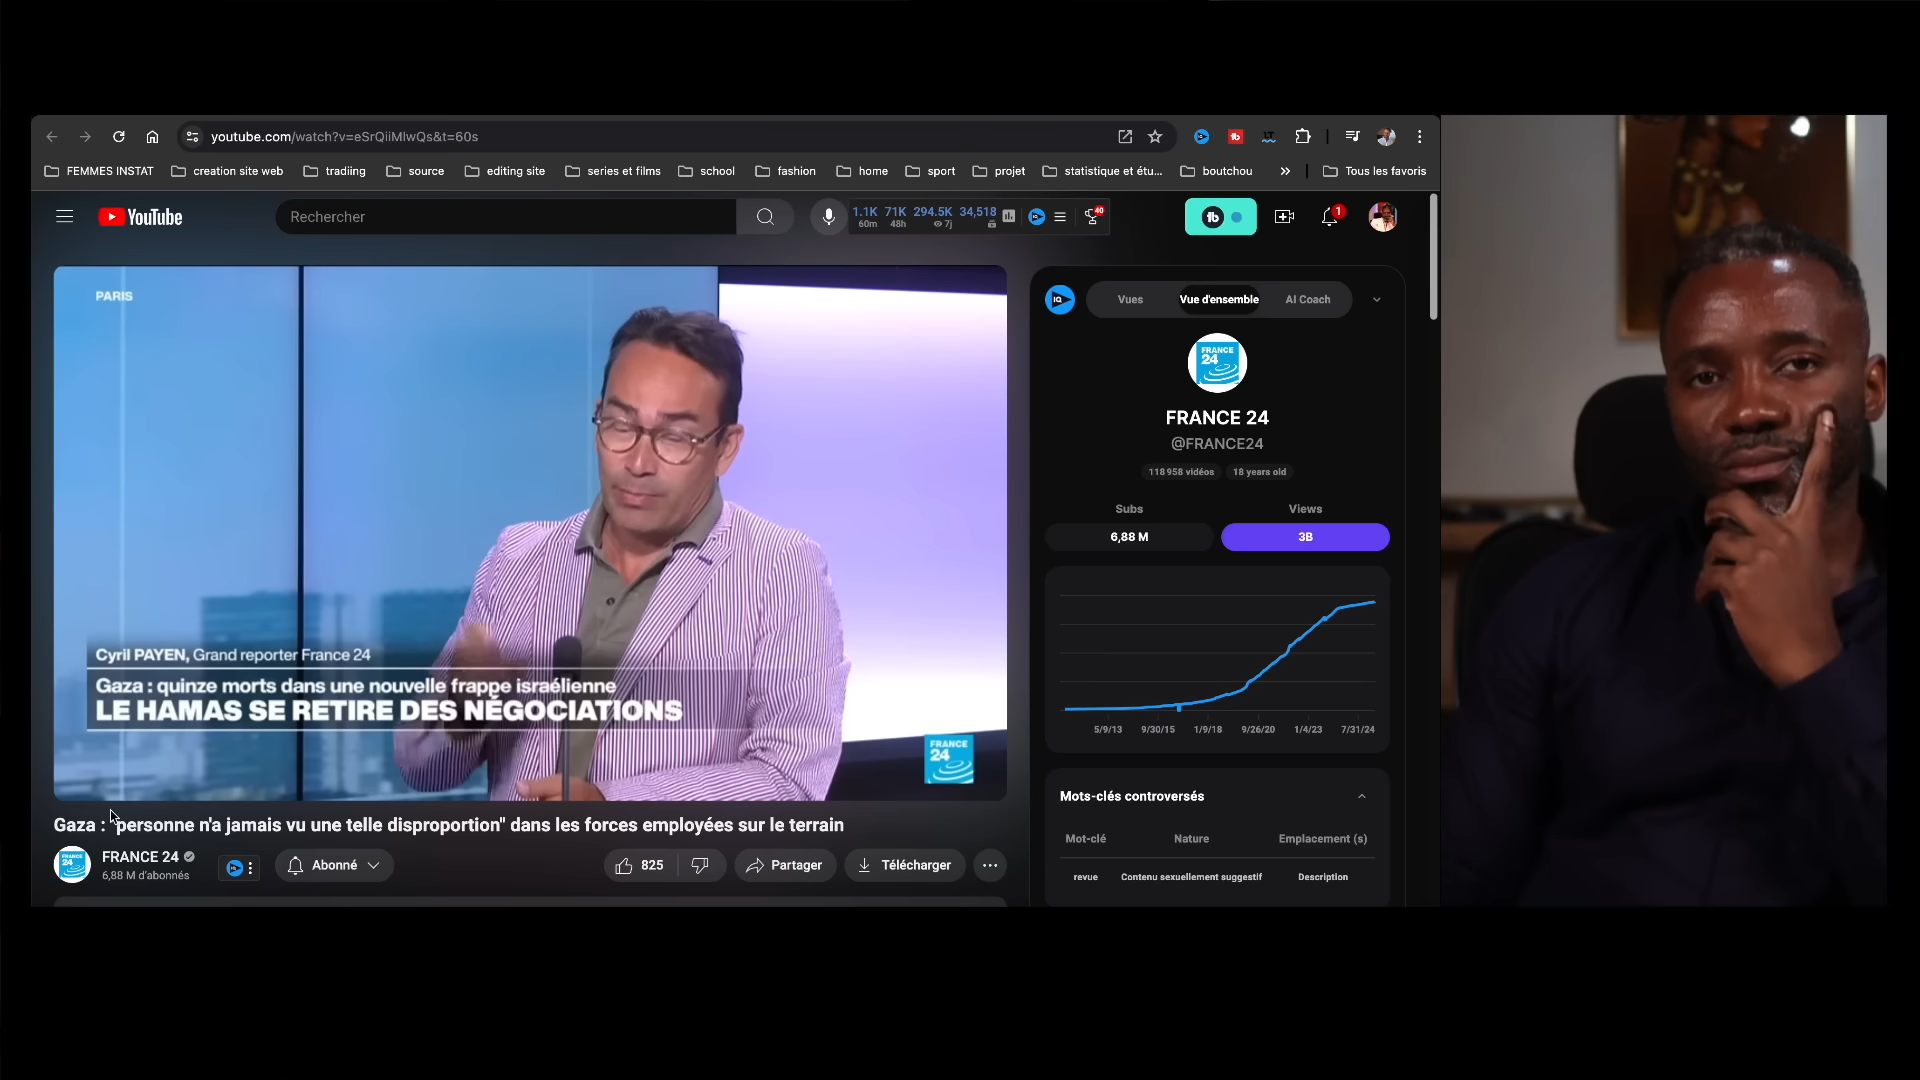 youtube.com/watch?v=eSrQiiMlwQs&t=60s
FEMMES INSTAT creation site web tradiing source editing site series et films school fashion home sport projet statistique et étu... boutchou » Tous les favoris
YouTube Rechercher 1.1K 71K 294.5K 34,518 40 1
60m 48h 7j
PARIS
Cyril PAYEN, Grand reporter France 24
Gaza : quinze morts dans une nouvelle frappe israélienne
LE HAMAS SE RETIRE DES NÉGOCIATIONS
FRANCE 24
Gaza : "personne n'a jamais vu une telle disproportion" dans les forces employées sur le terrain
FRANCE 24
FRANCE 24
6,88 M d'abonnés
Abonné
825
Partager
Télécharger
IQ Vues Vue d'ensemble AI Coach
FRANCE 24
FRANCE 24
@FRANCE24
118 958 vidéos 18 years old
Subs Views
6,88 M 3B
5/9/13 9/30/15 1/9/18 9/26/20 1/4/23 7/31/24
Mots-clés controversés
Mot-clé Nature Emplacement (s)
revue Contenu sexuellement suggestif Description